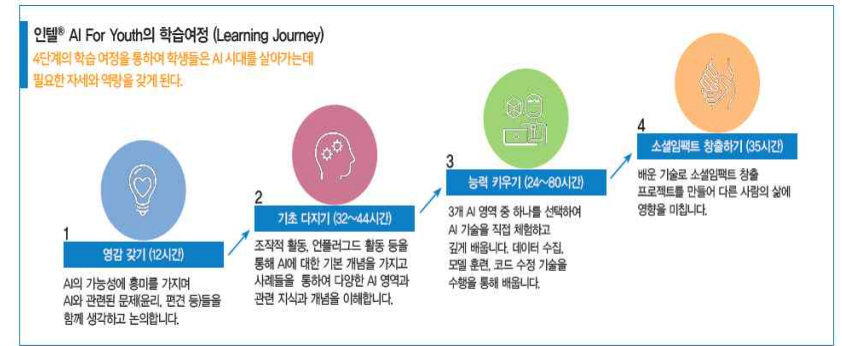 인텔® AI For Youth의 학습여정 (Learning Journey)
4단계의 학습 여정을 통하여 학생들은 AI 시대를 살아가는데
필요한 자세와 역량을 갖게 된다.
1
영감 갖기 (12시간)
AI의 가능성에 흥미를 가지며
AI와 관련된 문제(윤리, 편견 등)들을
함께 생각하고 논의합니다.
2
기초 다지기 (32~44시간)
조작적 활동, 언플러그드 활동 등을
통해 AI에 대한 기본 개념을 가지고
사례들을 통하여 다양한 AI 영역과
관련 지식과 개념을 이해합니다.
3
능력 키우기 (24~80시간)
3개 AI 영역 중 하나를 선택하여
AI 기술을 직접 체험하고
깊게 배웁니다. 데이터 수집,
모델 훈련, 코드 수정 기술을
수행을 통해 배웁니다.
4
소셜임팩트 창출하기 (35시간)
배운 기술로 소셜임팩트 창출
프로젝트를 만들어 다른 사람의 삶에
영향을 미칩니다.